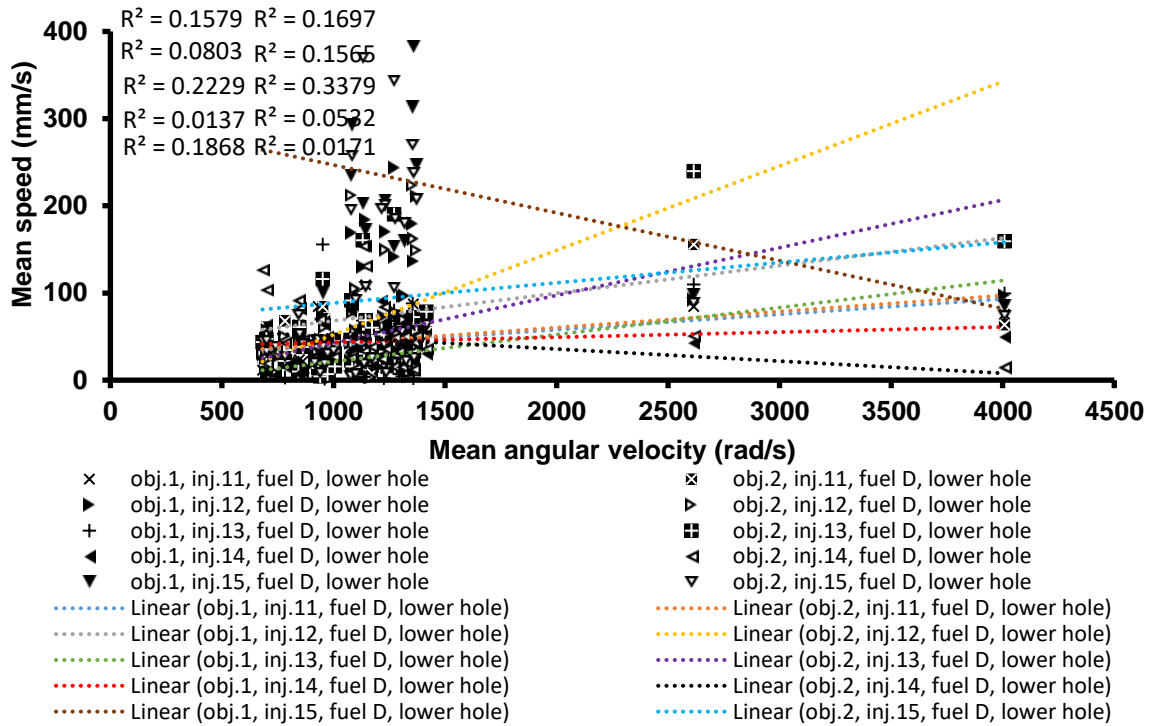 R² = 0.1579 R² = 0.1697
R² = 0.0803 R² = 0.1565
R² = 0.2229 R² = 0.3379
R² = 0.0137 R² = 0.0532
R² = 0.1868 R² = 0.0171
400
300
200
100
0
Mean speed (mm/s)
0 500 1000 1500 2000 2500 3000 3500 4000 4500
Mean angular velocity (rad/s)
obj.1, inj.11, fuel D, lower hole obj.2, inj.11, fuel D, lower hole
obj.1, inj.12, fuel D, lower hole obj.2, inj.12, fuel D, lower hole
obj.1, inj.13, fuel D, lower hole obj.2, inj.13, fuel D, lower hole
obj.1, inj.14, fuel D, lower hole obj.2, inj.14, fuel D, lower hole
obj.1, inj.15, fuel D, lower hole obj.2, inj.15, fuel D, lower hole
Linear (obj.1, inj.11, fuel D, lower hole) Linear (obj.2, inj.11, fuel D, lower hole)
Linear (obj.1, inj.12, fuel D, lower hole) Linear (obj.2, inj.12, fuel D, lower hole)
Linear (obj.1, inj.13, fuel D, lower hole) Linear (obj.2, inj.13, fuel D, lower hole)
Linear (obj.1, inj.14, fuel D, lower hole) Linear (obj.2, inj.14, fuel D, lower hole)
Linear (obj.1, inj.15, fuel D, lower hole) Linear (obj.2, inj.15, fuel D, lower hole)